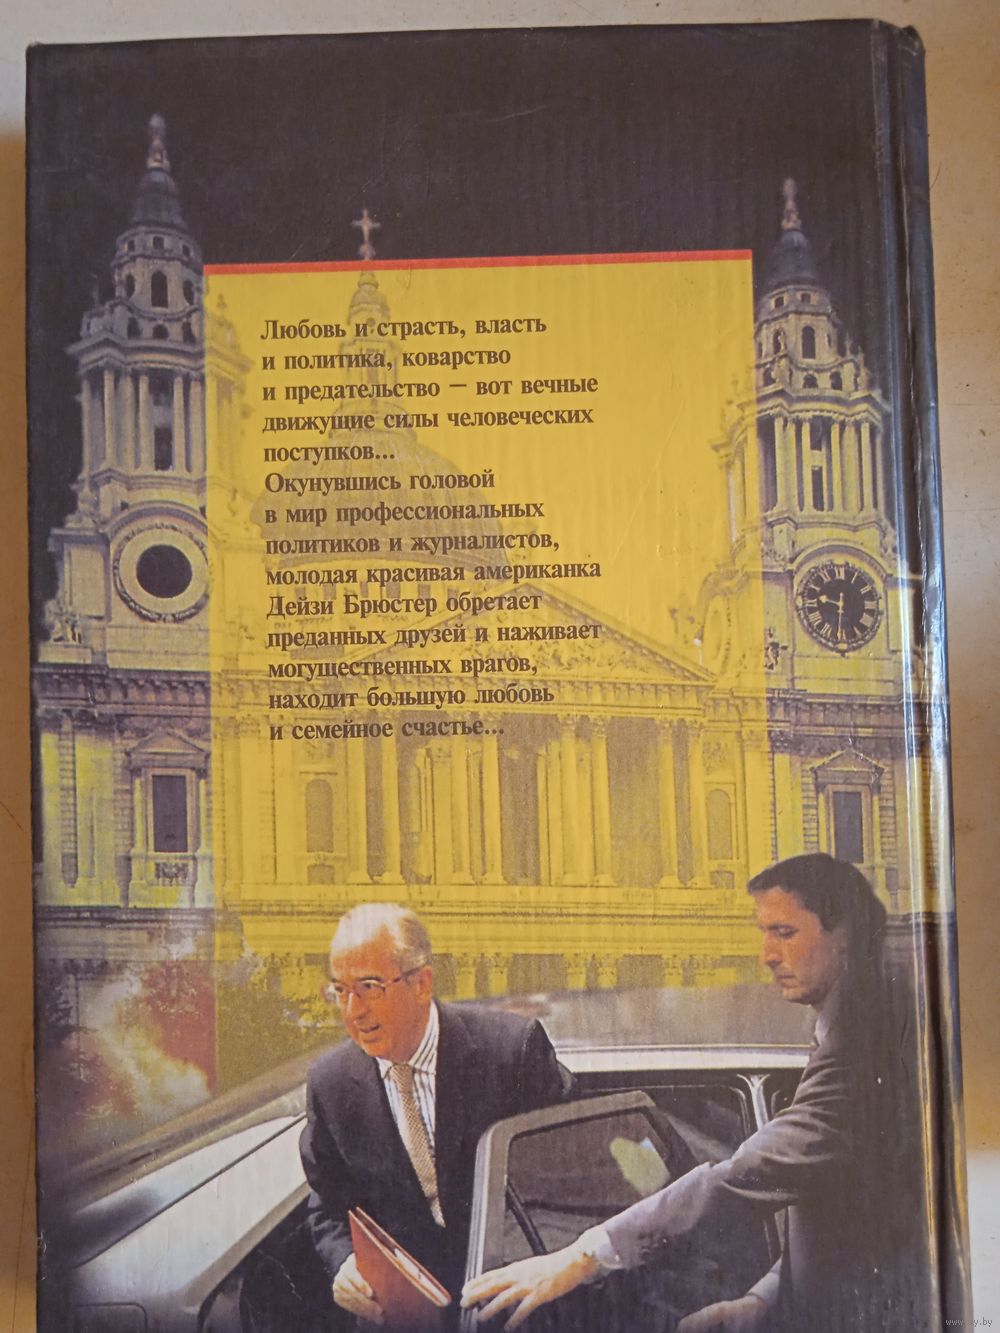 Любовь и страсть, власть
и политика, коварство
и предательство — вот вечные
движущие силы человеческих
поступков...
Окунувшись головой
в мир профессиональных
политиков и журналистов,
молодая красивая американка
Дейзи Брюстер обретает
преданных друзей и наживает
могущественных врагов,
находит большую любовь
и семейное счастье...